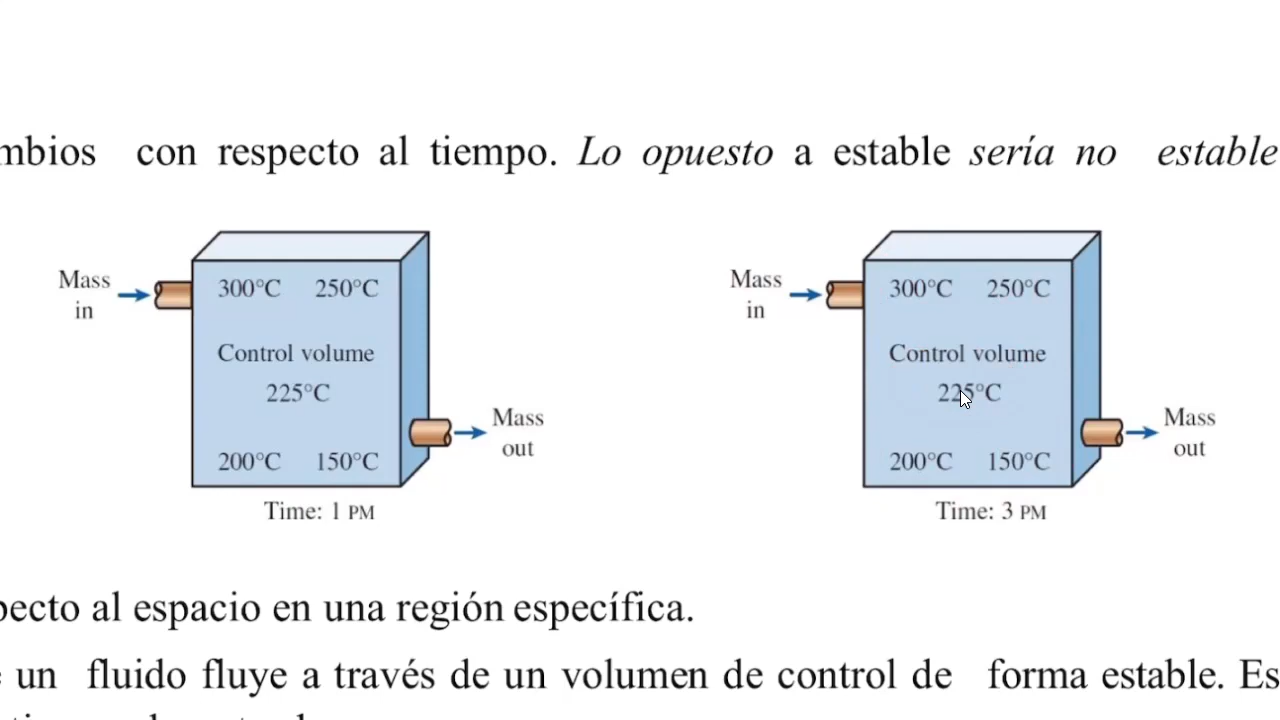 con respecto al tiempo. Lo opuesto a estable sería no estable
Mass in
300°C 250°C
Control volume
225°C
200°C 150°C
Mass out
Time: 1 PM
Mass in
300°C 250°C
Control volume
225°C
200°C 150°C
Mass out
Time: 3 PM
al espacio en una región específica.
un fluido fluye a través de un volumen de control de forma estable. Es